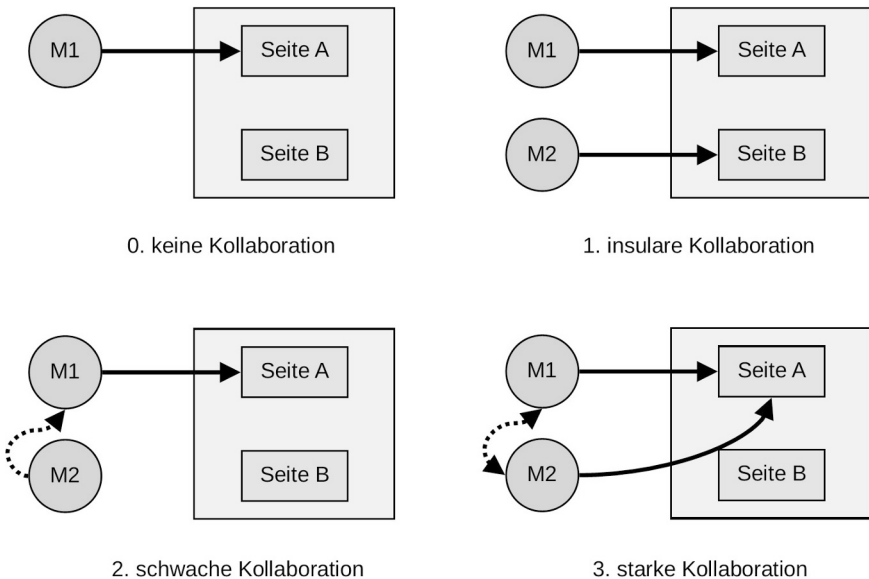 M1
Seite A
Seite B
0. keine Kollaboration
M1
Seite A
M2
Seite B
1. insulare Kollaboration
M1
Seite A
M2
Seite B
2. schwache Kollaboration
M1
Seite A
M2
Seite B
3. starke Kollaboration